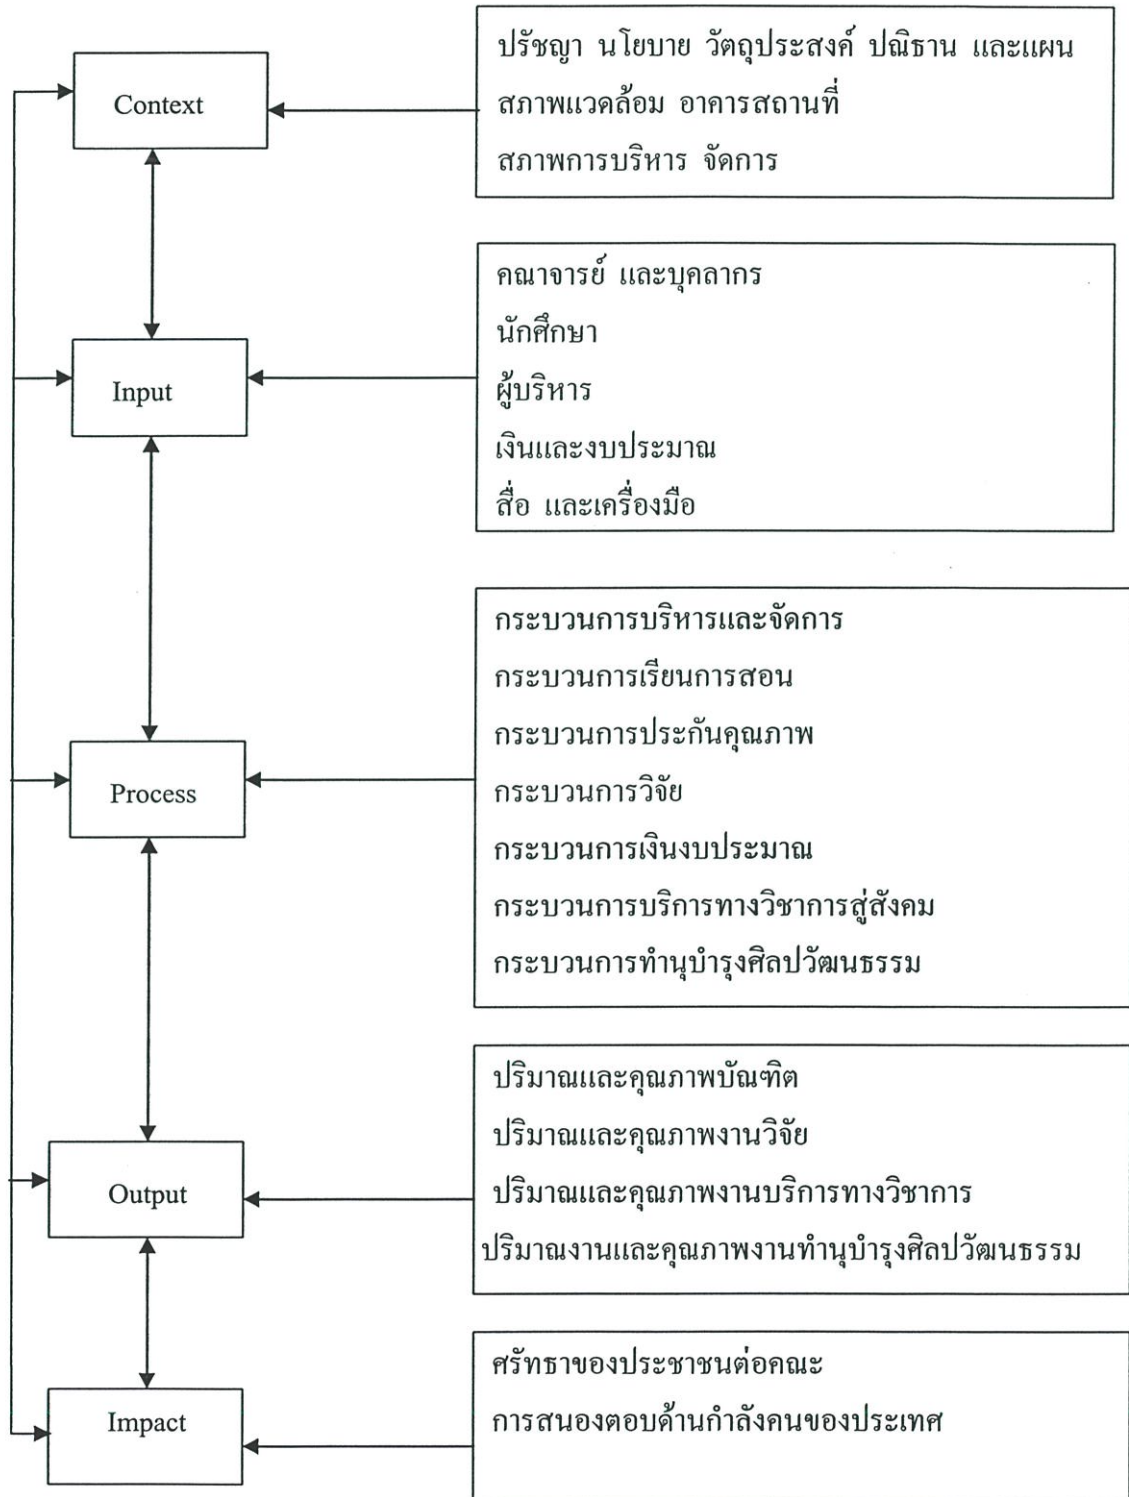 Context
ปรัชญา นโยบาย วัตถุประสงค์ ปณิธาน และแผน
สภาพแวดล้อม อาคารสถานที่
สภาพการบริหาร จัดการ
Input
คณาจารย์ และบุคลากร
นักศึกษา
ผู้บริหาร
เงินและงบประมาณ
สื่อ และเครื่องมือ
Process
กระบวนการบริหารและจัดการ
กระบวนการเรียนการสอน
กระบวนการประกันคุณภาพ
กระบวนการวิจัย
กระบวนการเงินงบประมาณ
กระบวนการบริการทางวิชาการสู่สังคม
กระบวนการทำนุบำรุงศิลปวัฒนธรรม
Output
ปริมาณและคุณภาพบัณฑิต
ปริมาณและคุณภาพงานวิจัย
ปริมาณและคุณภาพงานบริการทางวิชาการ
ปริมาณงานและคุณภาพงานทำนุบำรุงศิลปวัฒนธรรม
Impact
ศรัทธาของประชาชนต่อคณะ
การสนองตอบด้านกำลังคนของประเทศ